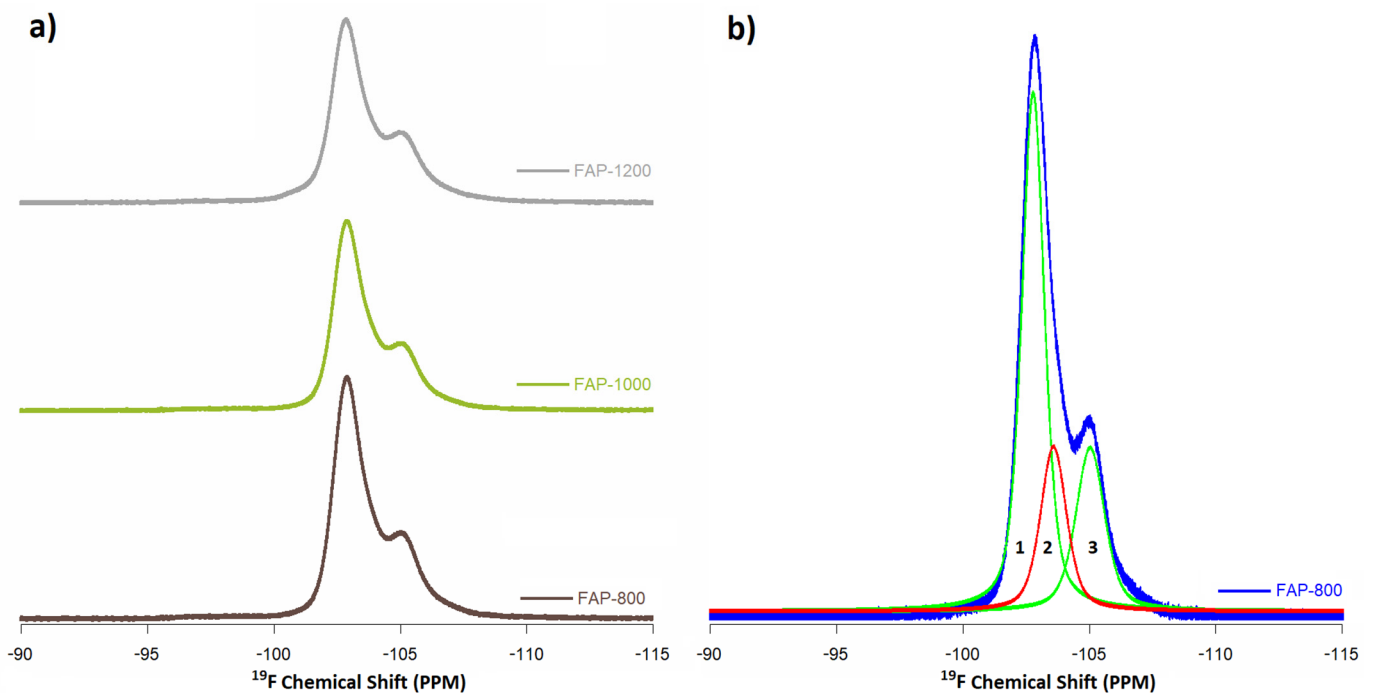 a)
FAP-1200
FAP-1000
FAP-800
-90 -95 -100 -105 -110 -115
¹⁹F Chemical Shift (PPM)
b)
1 2 3
FAP-800
-90 -95 -100 -105 -110 -115
¹⁹F Chemical Shift (PPM)